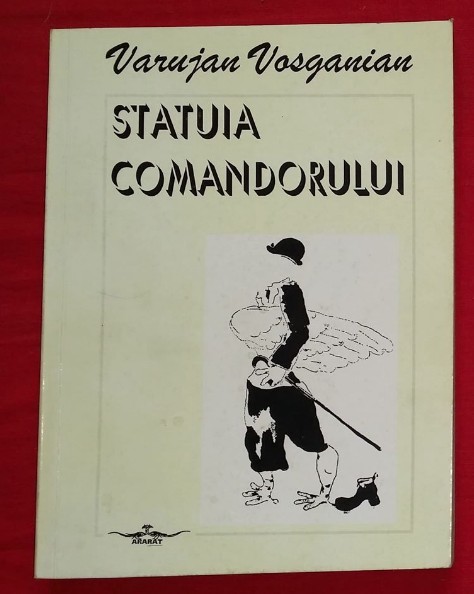 Varujan Vosganian
STATUIA
COMANDORULUI
ARARAT